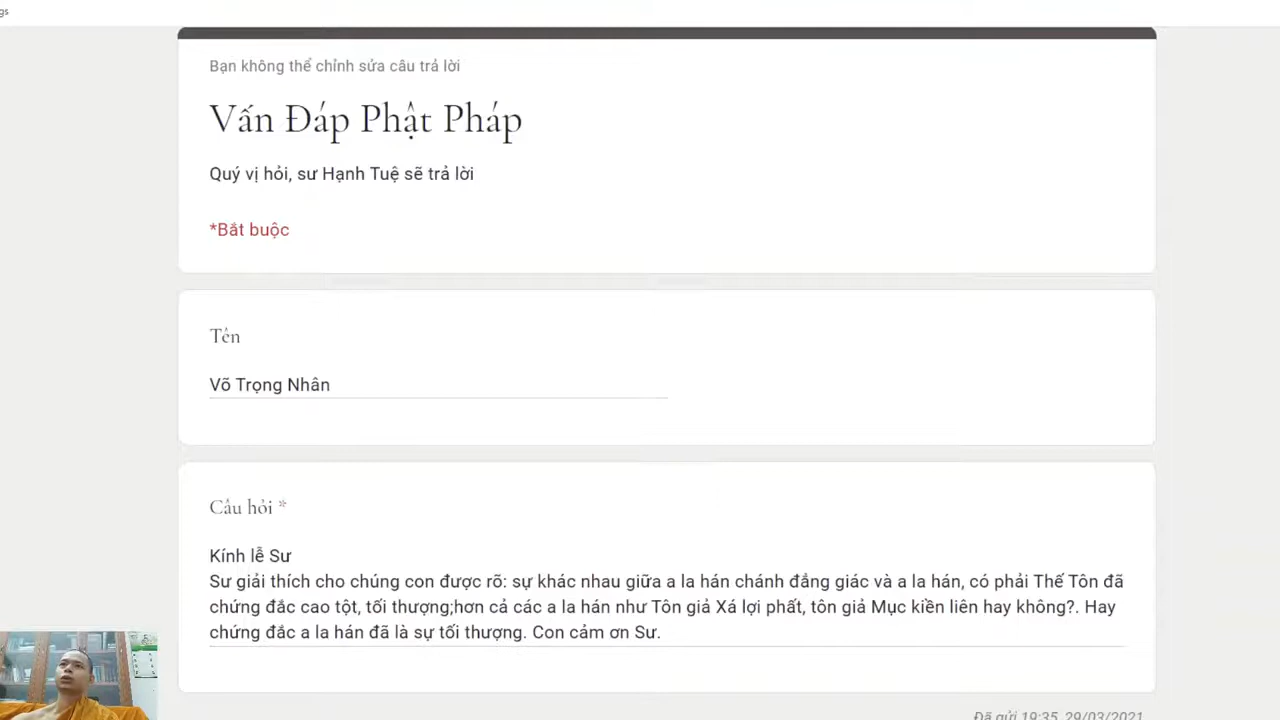 gs
Bạn không thể chỉnh sửa câu trả lời
Vấn Đáp Phật Pháp
Quý vị hỏi, sư Hạnh Tuệ sẽ trả lời
*Bắt buộc
Tên
Võ Trọng Nhân
Câu hỏi *
Kính lễ Sư
Sư giải thích cho chúng con được rõ: sự khác nhau giữa a la hán chánh đẳng giác và a la hán, có phải Thế Tôn đã
chứng đắc cao tột, tối thượng;hơn cả các a la hán như Tôn giả Xá lợi phất, tôn giả Mục kiền liên hay không?. Hay
chứng đắc a la hán đã là sự tối thượng. Con cảm ơn Sư.
Đã gửi 19:35, 29/03/2021